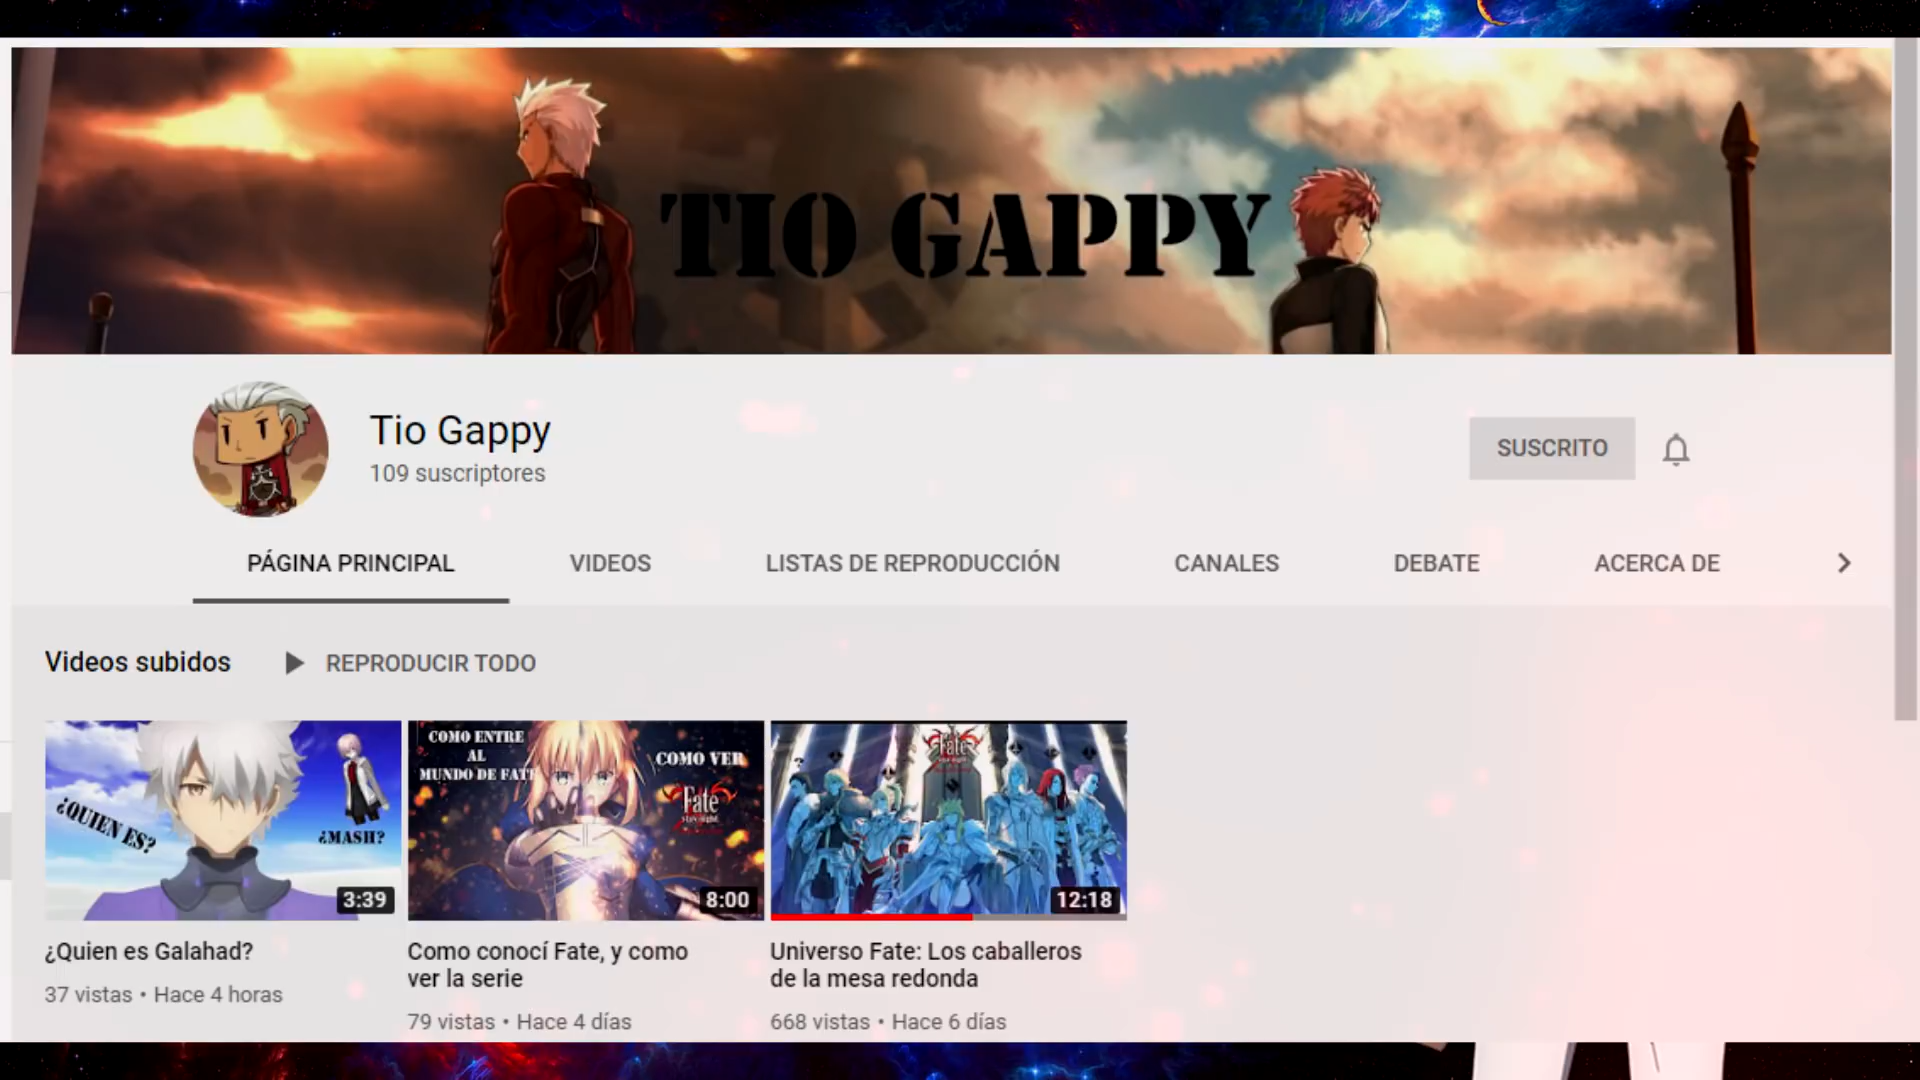 TIO GAPPY
Tio Gappy
109 suscriptores
SUSCRITO
PÁGINA PRINCIPAL
VIDEOS
LISTAS DE REPRODUCCIÓN
CANALES
DEBATE
ACERCA DE
Videos subidos
REPRODUCIR TODO
¿QUIEN ES?
¿MASH?
3:39
COMO ENTRE
AL
MUNDO DE FATE
COMO VER
Fate
stay night
8:00
Fate
12:18
¿Quien es Galahad?
37 vistas • Hace 4 horas
Como conocí Fate, y como
ver la serie
79 vistas • Hace 4 días
Universo Fate: Los caballeros
de la mesa redonda
668 vistas • Hace 6 días